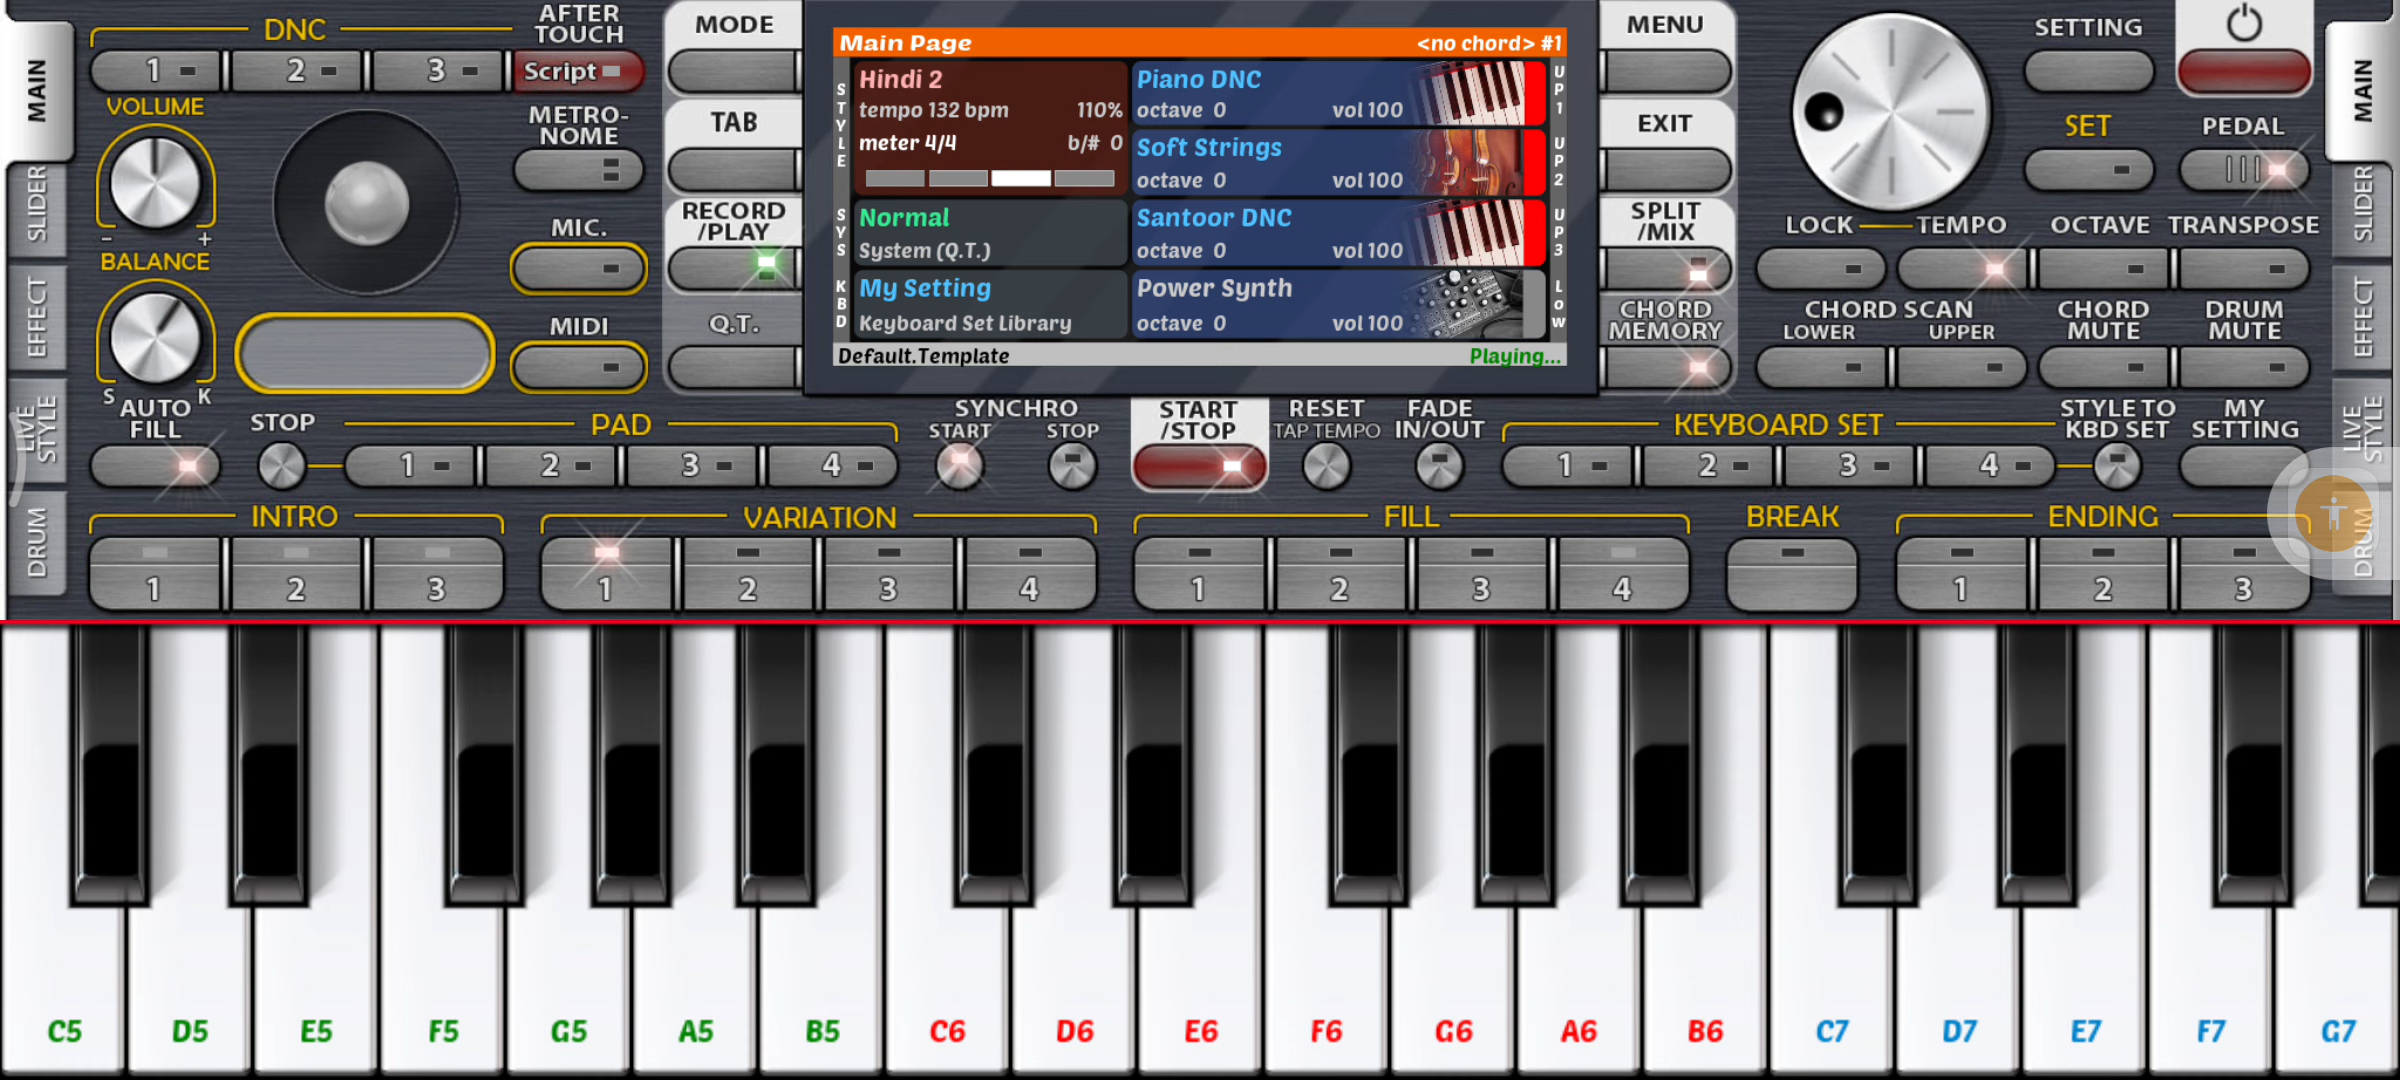 MAIN
SLIDER
EFFECT
LIVE STYLE
DRUM
DNC
1
2
3
AFTER
TOUCH
Script
VOLUME
- +
BALANCE
S K
METRO-
NOME
MIC.
MIDI
MODE
TAB
RECORD
/PLAY
Q.T.
Main Page <no chord> #1
STYLE
Hindi 2
tempo 132 bpm 110%
meter 4/4 b/# 0
SYS
Normal
System (Q.T.)
KBD
My Setting
Keyboard Set Library
Piano DNC
octave 0 vol 100
UP1
Soft Strings
octave 0 vol 100
UP2
Santoor DNC
octave 0 vol 100
UP3
Power Synth
octave 0 vol 100
Low
Default.Template Playing...
MENU
EXIT
SPLIT
/MIX
CHORD
MEMORY
SETTING
SET
PEDAL
LOCK TEMPO OCTAVE TRANSPOSE
CHORD SCAN
LOWER UPPER
CHORD
MUTE
DRUM
MUTE
MAIN
SLIDER
EFFECT
LIVE STYLE
DRUM
AUTO
FILL
STOP
PAD
1 2 3 4
SYNCHRO
START STOP
START
/STOP
RESET
TAP TEMPO
FADE
IN/OUT
KEYBOARD SET
1 2 3 4
STYLE TO
KBD SET
MY
SETTING
INTRO
1 2 3
VARIATION
1 2 3 4
FILL
1 2 3 4
BREAK
ENDING
1 2 3
C5 D5 E5 F5 G5 A5 B5 C6 D6 E6 F6 G6 A6 B6 C7 D7 E7 F7 G7